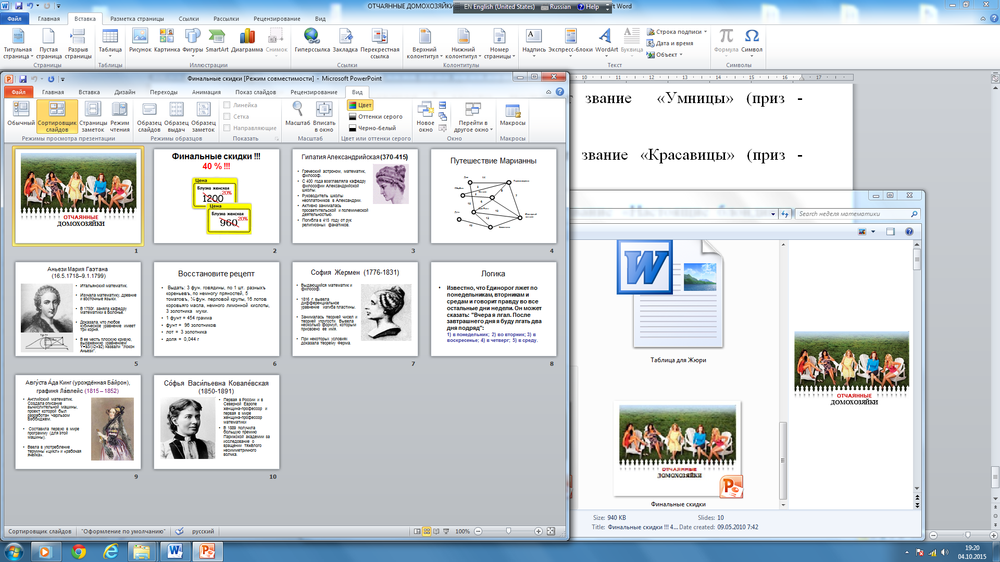 ОТЧАЯННЫЕ ДОМОХОЗЯЙКИ
EN English (United States) Russian Help
ft Word
Файл Главная Вставка Разметка страницы Ссылки Рассылки Рецензирование Вид
Титульная страница Пустая страница Разрыв страницы
Таблица
Рисунок Картинка Фигуры SmartArt Диаграмма Снимок
Гиперссылка Закладка Перекрестная ссылка
Верхний колонтитул Нижний колонтитул Номер страницы
Надпись Экспресс-блоки WordArt Буквица
Строка подписи
Дата и время
Объект
Формула Символ
Страницы Таблицы Иллюстрации Ссылки Колонтитулы Текст Символы
Финальные скидки [Режим совместимости] - Microsoft PowerPoint
Файл Главная Вставка Дизайн Переходы Анимация Показ слайдов Рецензирование Вид
Обычный Сортировщик слайдов Страницы заметок Режим чтения
Образец слайдов Образец выдач Образец заметок
Линейка
Сетка
Направляющие
Масштаб Вписать в окно
Цвет
Оттенки серого
Черно-белый
Новое окно Перейти в другое окно Макросы
Режимы просмотра презентации Режимы образцов Показать Масштаб Цвет или оттенки серого Окно Макросы
10 11 12 13 14 15 16 17
звание «Умницы» (приз -
звание «Красавицы» (приз -
ОТЧАЯННЫЕ
ДОМОХОЗЯЙКИ
1
Финальные скидки !!!
40 % !!!
Цена
Блузка женская
1200
-20%
Цена
Блузка женская
960
20%
2
Гипатия Александрийская (370-415)
• Греческий астроном, математик,
философ.
• С 400 года возглавляла кафедру
философии Александрийской
школы.
• Руководитель школы
неоплатоников в Александрии.
• Активно занималась
просветительской и полемической
деятельностью.
• Погибла в 415 году от рук
религиозных фанатиков.
3
Путешествие Марианны
14
7
4
Аньези Мария Гаэтана
(16.5.1718–9.1.1799)
• Итальянский математик.
• Изучала математику, древние
и восточные языки.
• В 1750г. заняла кафедру
математики в Болонье.
• Доказала, что любое
кубическое уравнение имеет
три корня.
• В ее честь плоскую кривую,
выраженную уравнением
Y=a3/(x2+a2) назвали "локон
Аньези".
5
Восстановите рецепт
• Выдать: 3 фун. говядины, по 1 шт. разныхъ
кореньевъ, по немногу пряностей, 5
томатовъ, ¼ фун. перловой крупы, 16 лотов
коровьяго масла, немного лимонной кислоты,
3 золотника муки.
• 1 фунт = 454 грамма
• фунт = 96 золотников
• лот = 3 золотника
• доля = 0,044 г
6
София Жермен (1776-1831)
• Выдающийся математик и
философ.
• 1816 г. вывела
дифференциальное
уравнение изгиба пластины.
• Занималась теорией чисел и
теорией упругости. Вывела
несколько формул, которым
присвоено ее имя.
• При некоторых условиях
доказала теорему Ферма.
7
Логика
• Известно, что Единорог лжет по
понедельникам, вторникам и
средам и говорит правду во все
остальные дни недели. Он может
сказать: "Вчера я лгал. После
завтрашнего дня я буду лгать два
дня подряд":
1) в понедельник; 2) во вторник; 3) в
воскресенье; 4) в четверг; 5) в среду.
8
Авгу́ста А́да Кинг (урождённая Ба́йрон),
графиня Ла́влейс (1815 – 1852)
• Английский математик.
Создала описание
вычислительной машины,
проект которой был
разработан Чарльзом
Бэббиджем.
• Составила первую в мире
программу (для этой
машины).
• Ввела в употребление
термины «цикл» и «рабочая
ячейка».
9
Со́фья Васи́льевна Ковале́вская
(1850-1891)
• Первая в России и в
Северной Европе
женщина-профессор и
первая в мире
женщина-профессор
математики
• В 1889 получила
большую премию
Парижской академии за
исследование о
вращении тяжёлого
несимметричного
волчка.
10
Search неделя математики
Таблица для Жюри
ОТЧАЯННЫЕ
ДОМОХОЗЯЙКИ
Финальные скидки
ОТЧАЯННЫЕ
ДОМОХОЗЯЙКИ
Size: 940 KB Slides: 10
Title: Финальные скидки !!! 4... Date created: 09.05.2010 7:42
Сортировщик слайдов "Оформление по умолчанию" русский 100%
19:20
04.10.2015